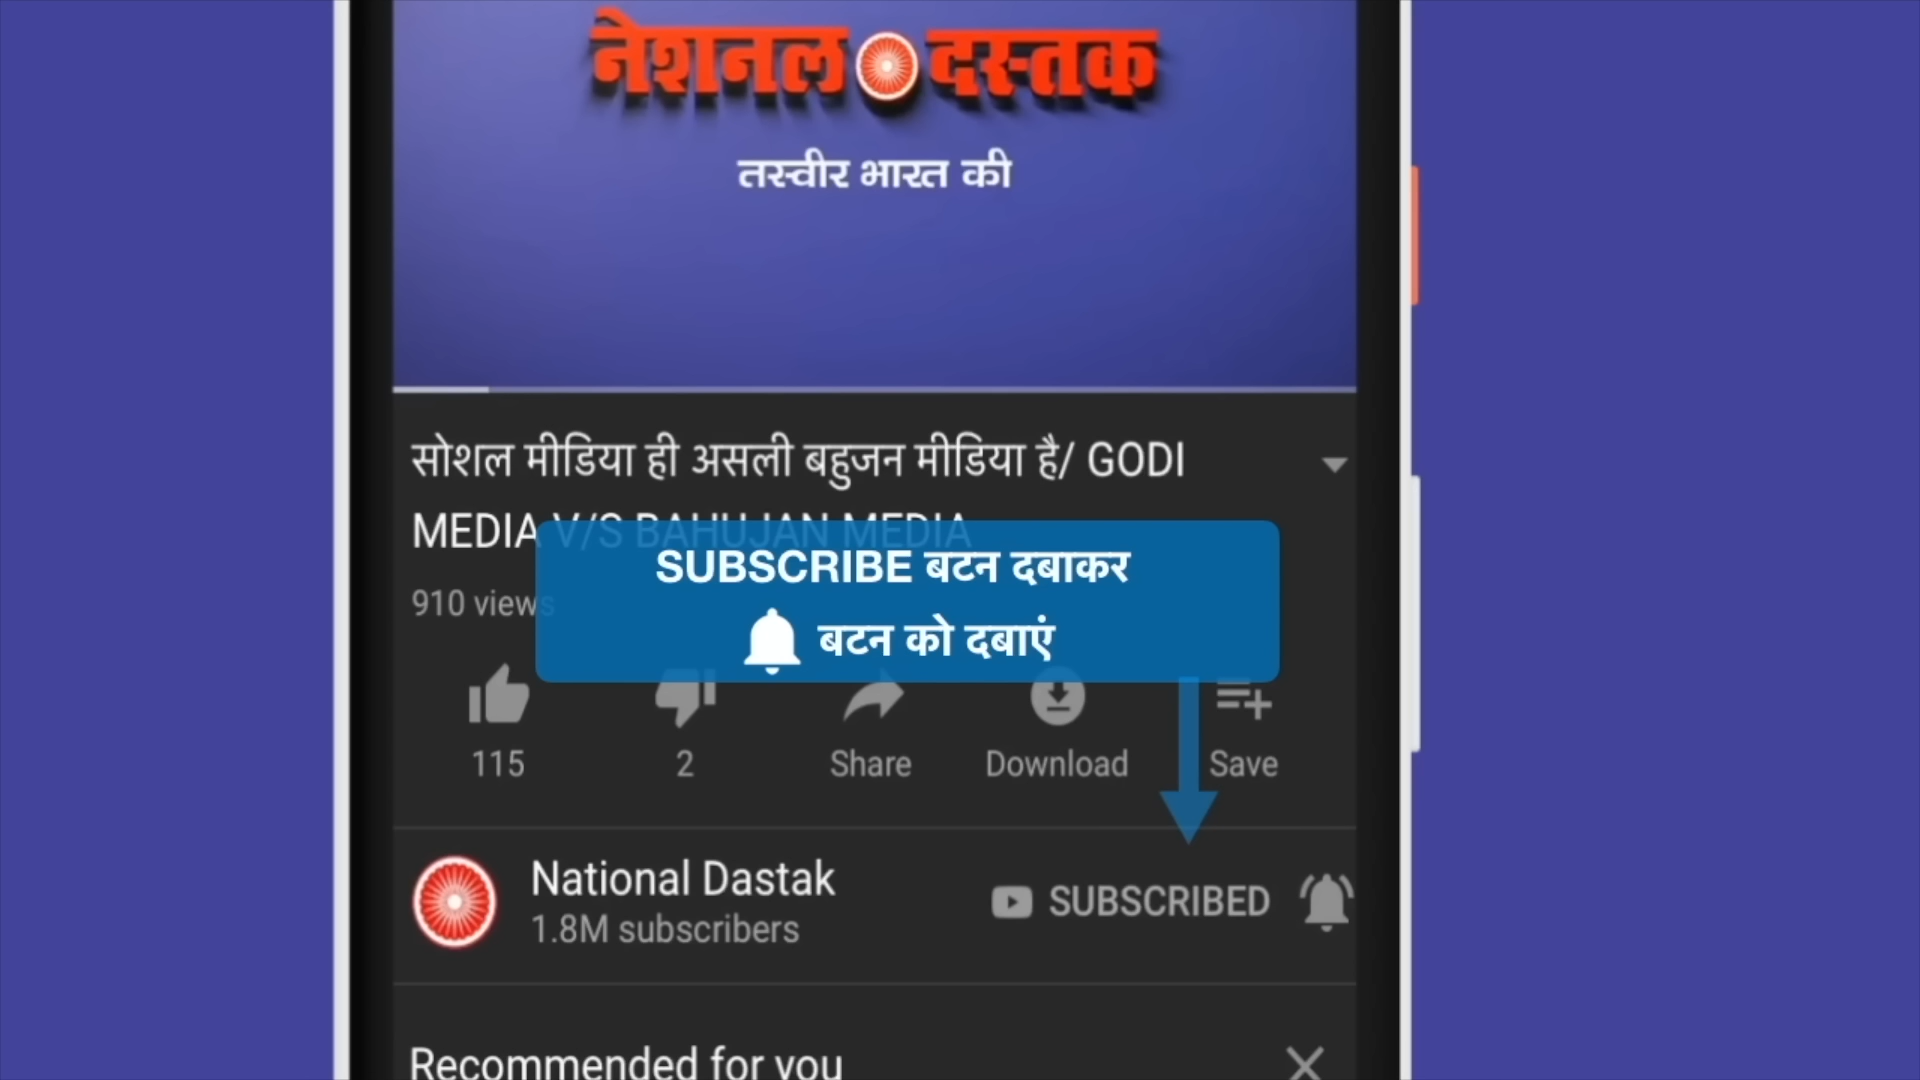 नेशनल दस्तक
तस्वीर भारत की
सोशल मीडिया ही असली बहुजन मीडिया है/ GODI
MEDIA V/S BAHUJAN MEDIA
910 views
SUBSCRIBE बटन दबाकर
बटन को दबाएं
115
2
Share
Download
Save
National Dastak
1.8M subscribers
SUBSCRIBED
Recommended for you